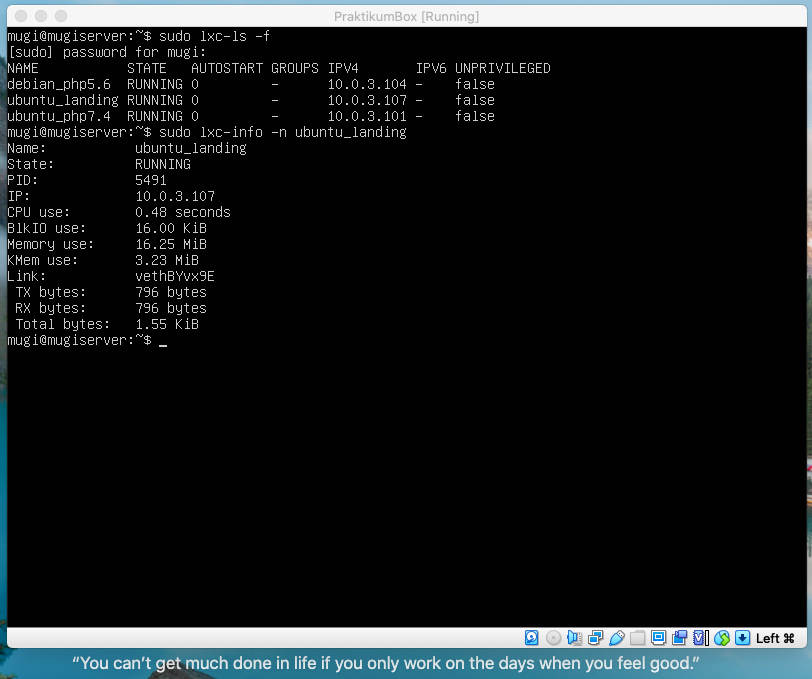 PraktikumBox [Running]
mugi@mugiserver:~$ sudo lxc-ls -f
[sudo] password for mugi:
NAME STATE AUTOSTART GROUPS IPV4 IPV6 UNPRIVILEGED
debian_php5.6 RUNNING 0 - 10.0.3.104 - false
ubuntu_landing RUNNING 0 - 10.0.3.107 - false
ubuntu_php7.4 RUNNING 0 - 10.0.3.101 - false
mugi@mugiserver:~$ sudo lxc-info -n ubuntu_landing
Name: ubuntu_landing
State: RUNNING
PID: 5491
IP: 10.0.3.107
CPU use: 0.48 seconds
BlkIO use: 16.00 KiB
Memory use: 16.25 MiB
KMem use: 3.23 MiB
Link: vethBYvx9E
TX bytes: 796 bytes
RX bytes: 796 bytes
Total bytes: 1.55 KiB
mugi@mugiserver:~$ _
Left ⌘
“You can’t get much done in life if you only work on the days when you feel good.”